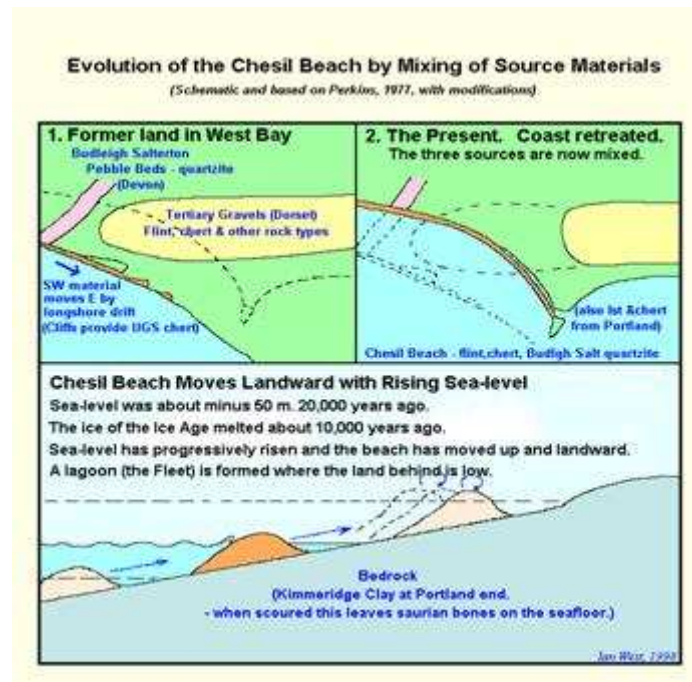 Evolution of the Chesil Beach by Mixing of Source Materials
(Schematic and based on Perkins, 1977, with modifications)
1. Former land in West Bay
Budleigh Salterton
Pebble Beds - quartzite
(Devon)
Tertiary Gravels (Dorset)
Flint, chert & other rock types
SW material
moves E by
longshore drift
(Cliffs provide UGS chert)
2. The Present. Coast retreated.
The three sources are now mixed.
(also lst &chert
from Portland)
Chesil Beach - flint,chert, Budlgh Salt quartzite
Chesil Beach Moves Landward with Rising Sea-level
Sea-level was about minus 50 m. 20,000 years ago.
The ice of the Ice Age melted about 10,000 years ago.
Sea-level has progressively risen and the beach has moved up and landward.
A lagoon (the Fleet) is formed where the land behind is low.
Bedrock
(Kimmeridge Clay at Portland end.
- when scoured this leaves saurian bones on the seafloor.)
Ian West, 1998